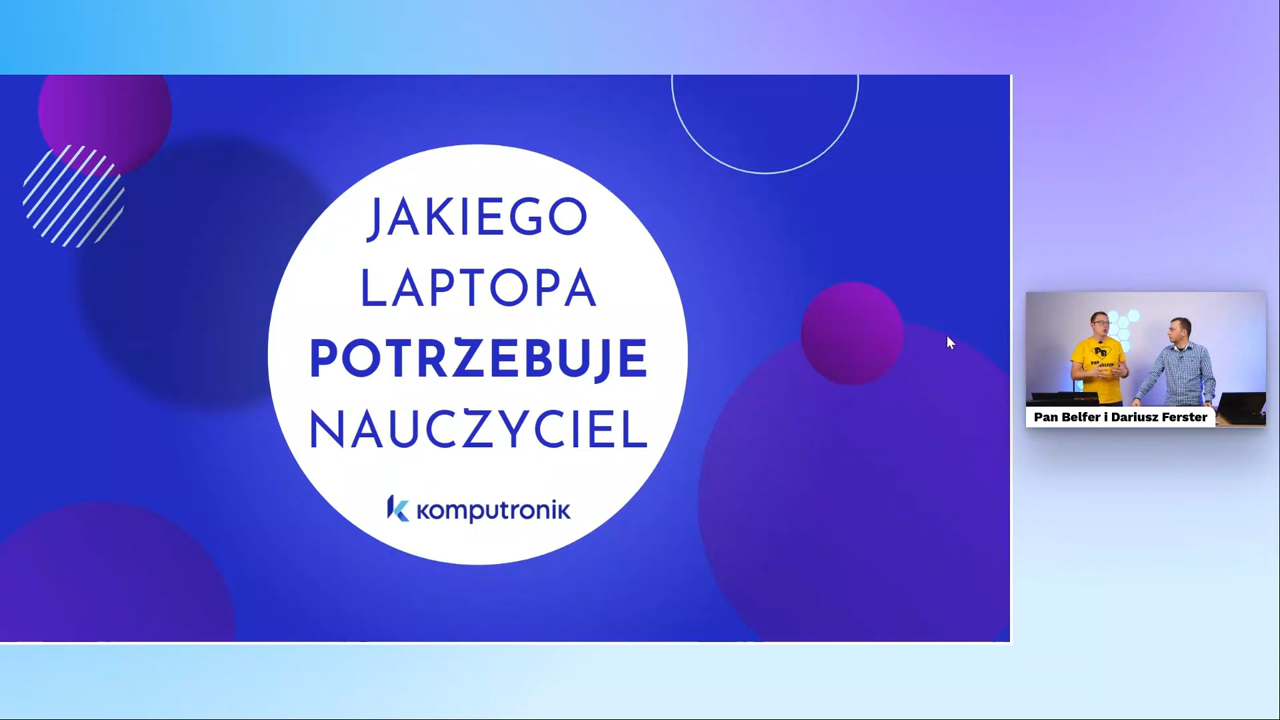 JAKIEGO
LAPTOPA
POTRZEBUJE
NAUCZYCIEL
komputronik
Pan Belfer i Dariusz Ferster